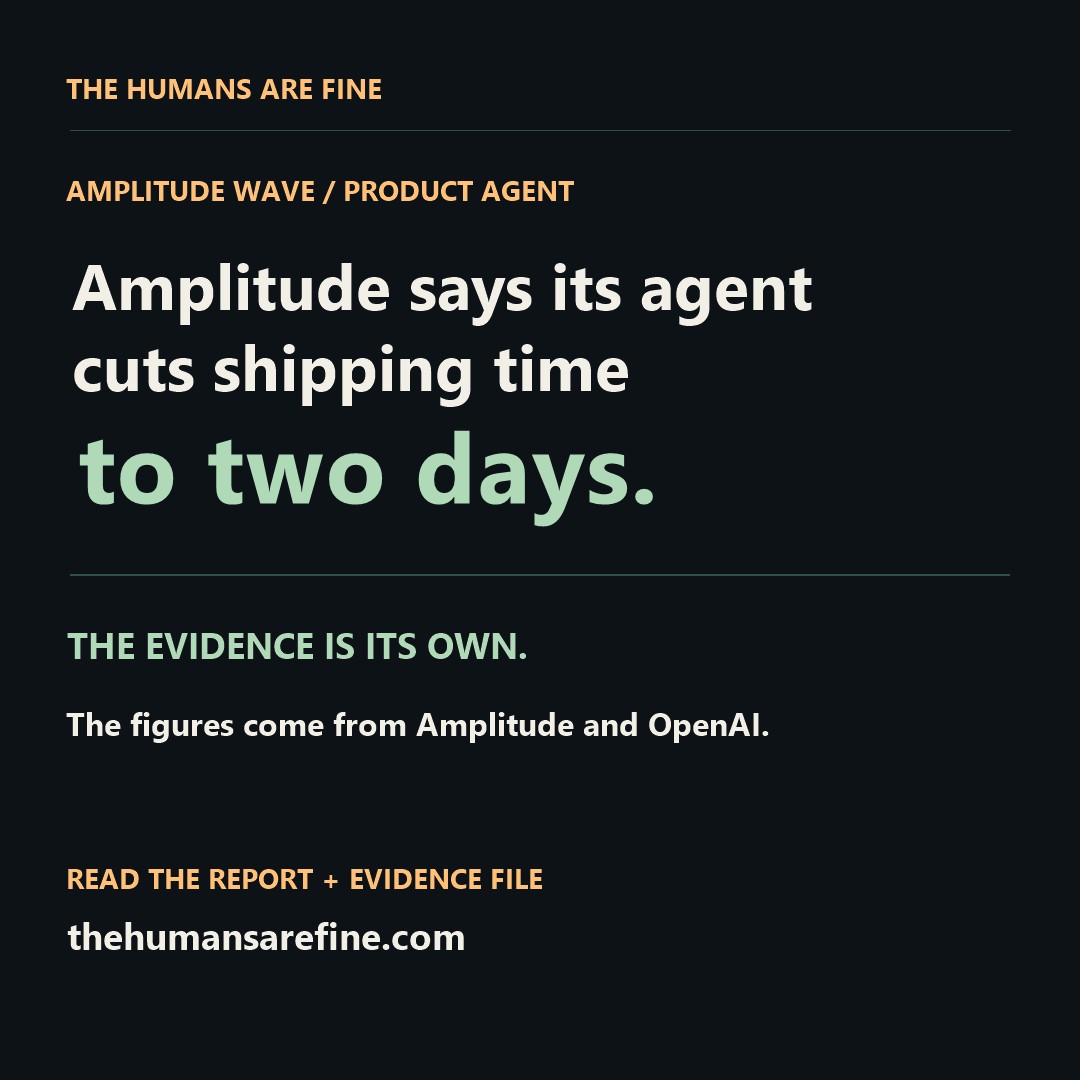 THE HUMANS ARE FINE
AMPLITUDE WAVE / PRODUCT AGENT
Amplitude says its agent
cuts shipping time
to two days.
THE EVIDENCE IS ITS OWN.
The figures come from Amplitude and OpenAI.
READ THE REPORT + EVIDENCE FILE
thehumansarefine.com